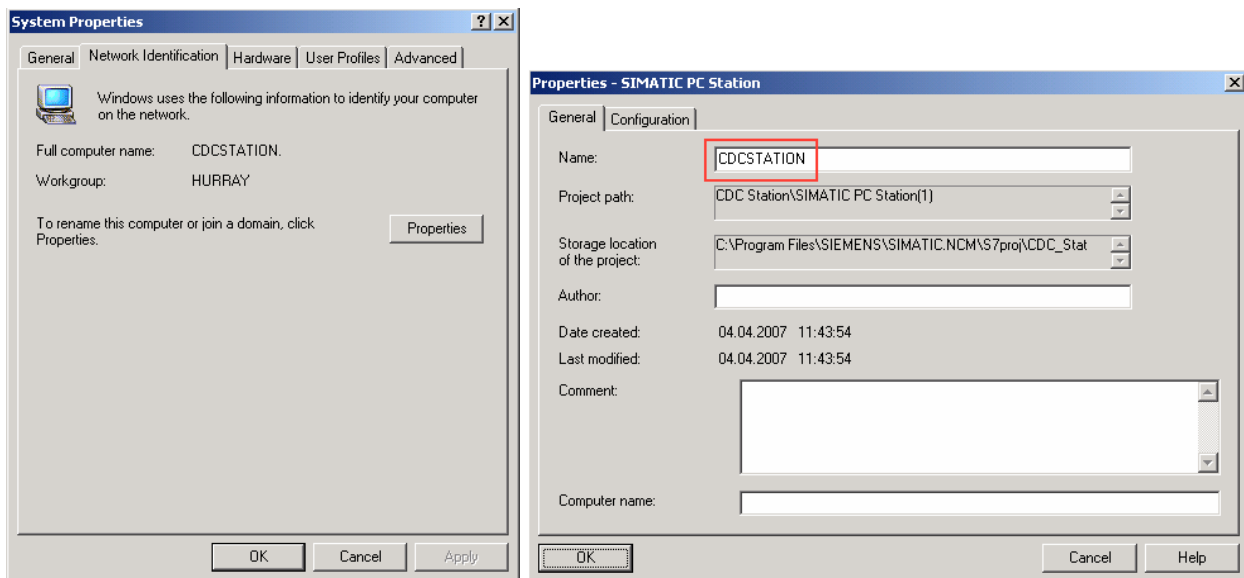 System Properties
General Network Identification Hardware User Profiles Advanced
Windows uses the following information to identify your computer
on the network.
Full computer name: CDCSTATION.
Workgroup: HURRAY
To rename this computer or join a domain, click
Properties.
Properties
OK Cancel Apply
Properties - SIMATIC PC Station
General Configuration
Name: CDCSTATION
Project path: CDC Station\SIMATIC PC Station(1)
Storage location
of the project: C:\Program Files\SIEMENS\SIMATIC.NCM\S7proj\CDC_Stat
Author:
Date created: 04.04.2007 11:43:54
Last modified: 04.04.2007 11:43:54
Comment:
Computer name:
OK Cancel Help